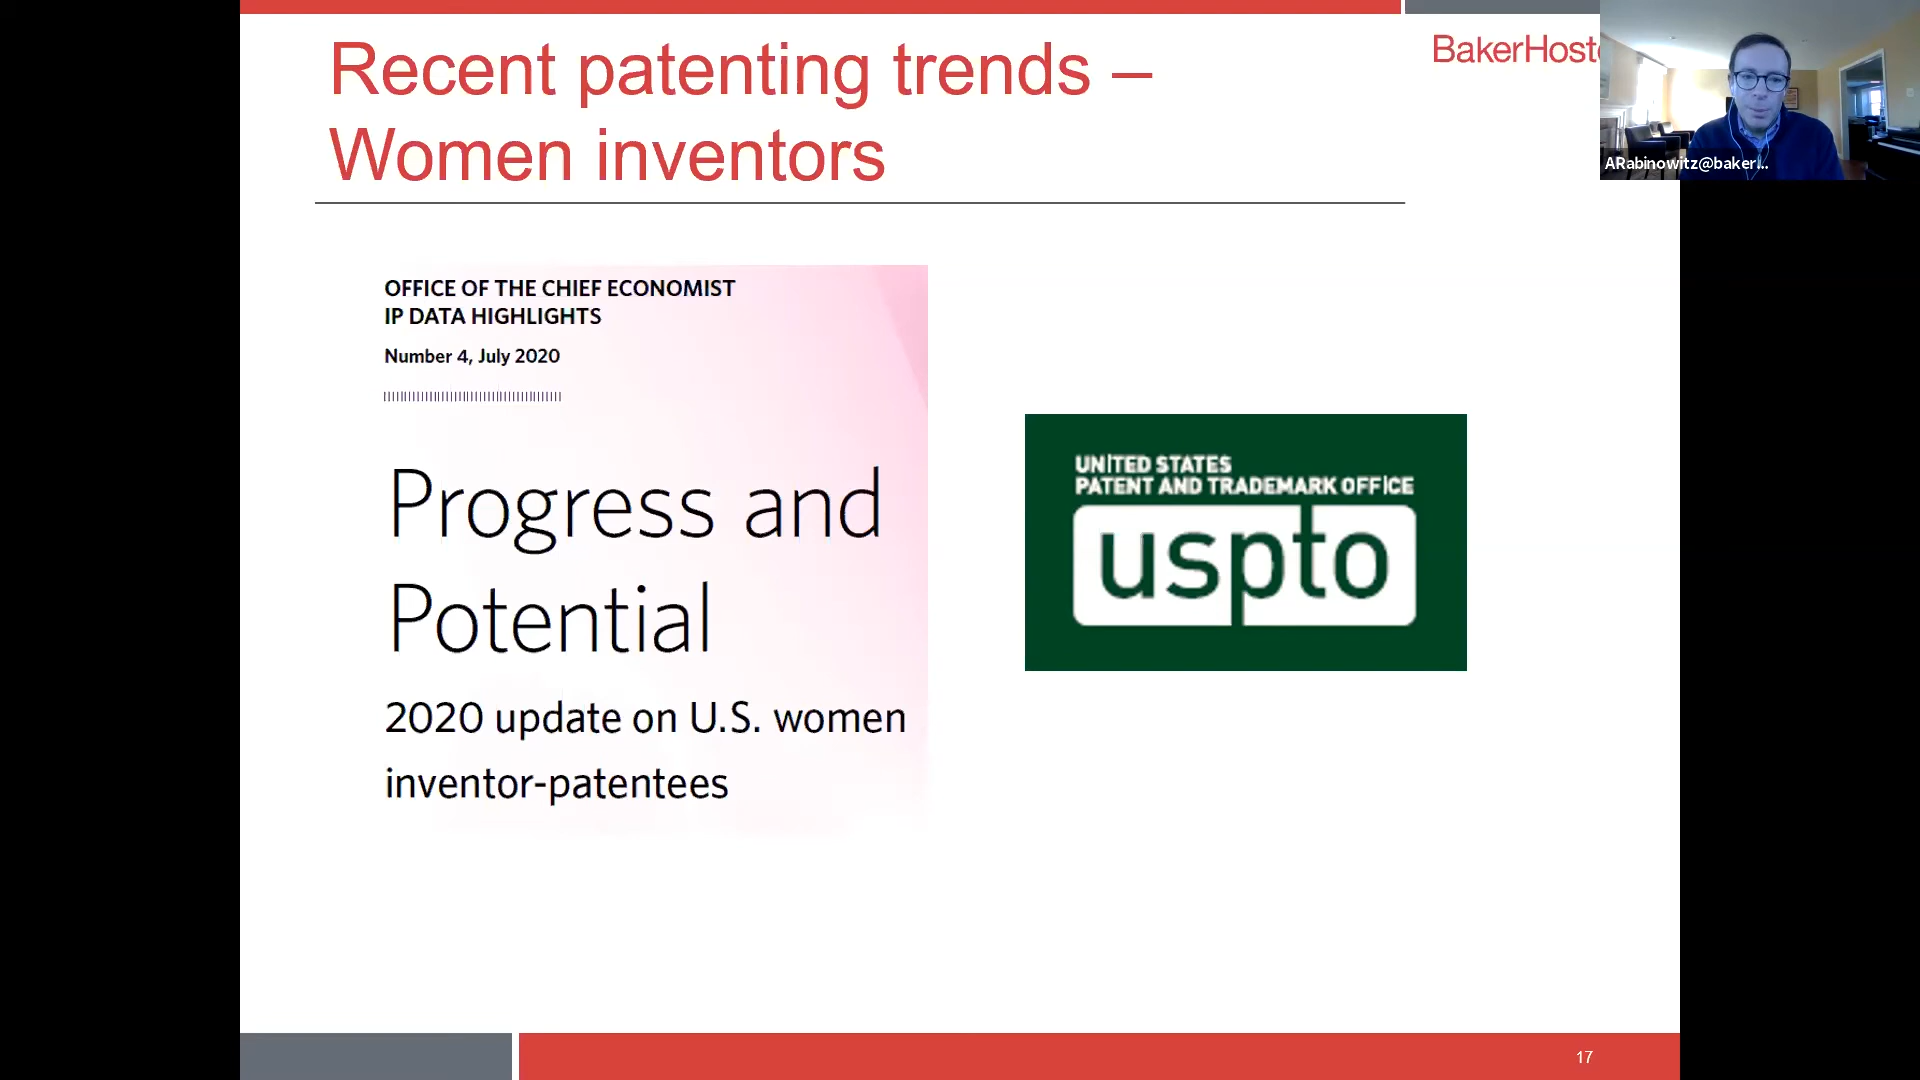 Recent patenting trends –
Women inventors
BakerHoste
ARabinowitz@baker...
OFFICE OF THE CHIEF ECONOMIST
IP DATA HIGHLIGHTS
Number 4, July 2020
Progress and
Potential
2020 update on U.S. women
inventor-patentees
UNITED STATES
PATENT AND TRADEMARK OFFICE
uspto
17